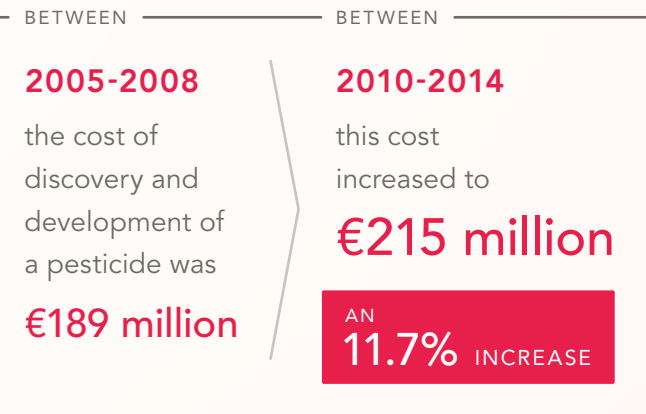 BETWEEN
2005-2008
the cost of
discovery and
development of
a pesticide was
€189 million
BETWEEN
2010-2014
this cost
increased to
€215 million
AN
11.7% INCREASE